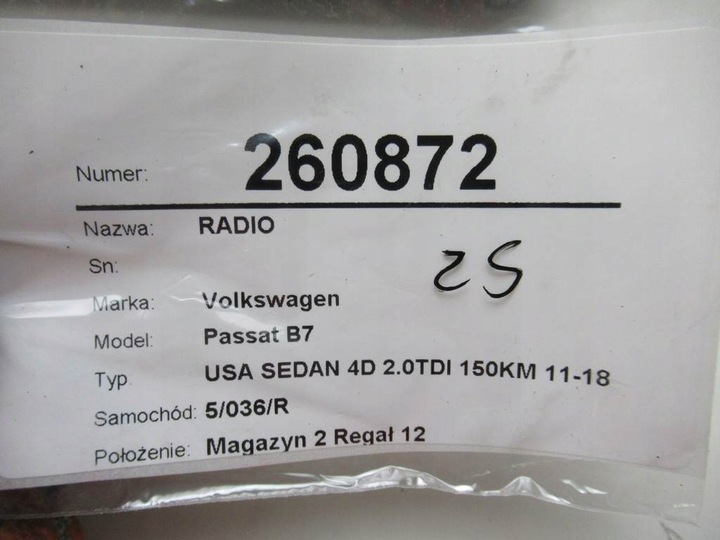 Numer: 260872
Nazwa: RADIO
Sn:
25
Marka: Volkswagen
Model: Passat B7
Typ USA SEDAN 4D 2.0TDI 150KM 11-18
Samochód: 5/036/R
Położenie: Magazyn 2 Regał 12